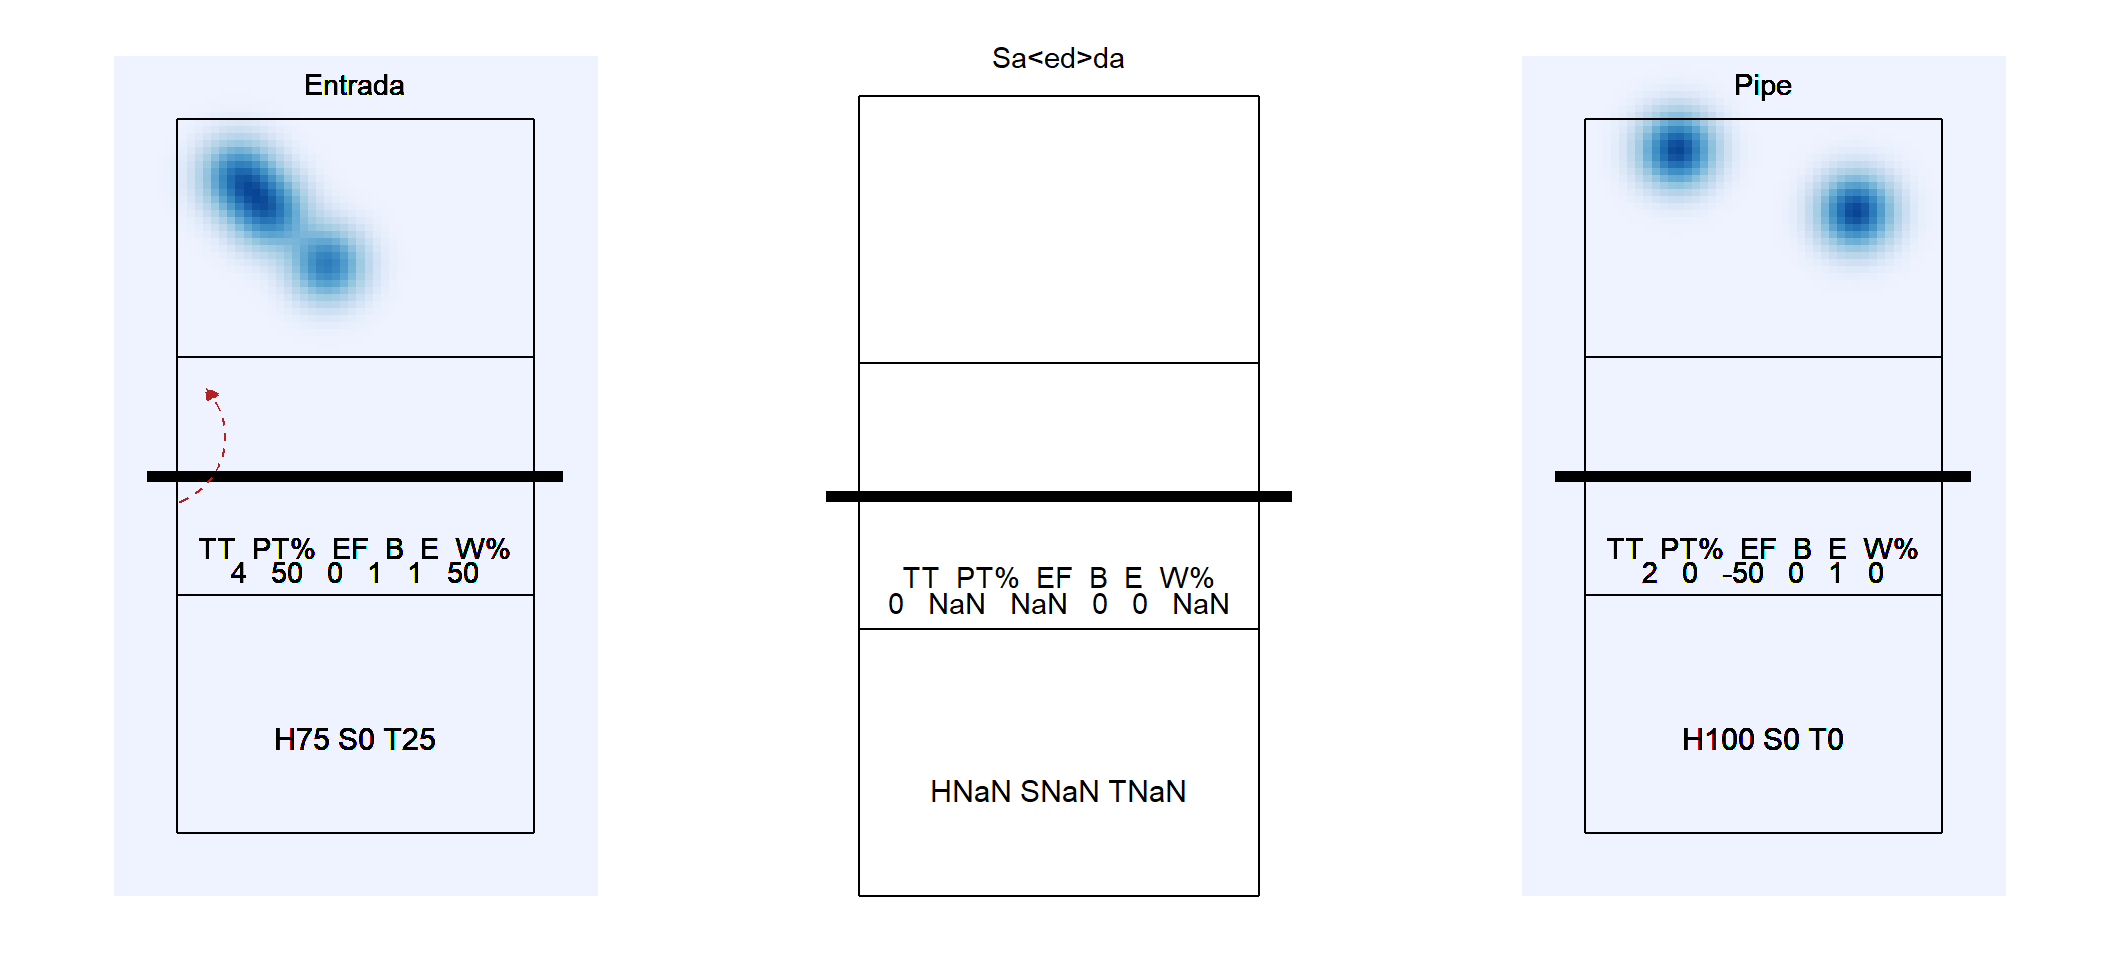 Entrada
TT PT% EF B E W%
4 50 0 1 1 50
H75 S0 T25
Sa<ed>da
TT PT% EF B E W%
0 NaN NaN 0 0 NaN
HNaN SNaN TNaN
Pipe
TT PT% EF B E W%
2 0 -50 0 1 0
H100 S0 T0